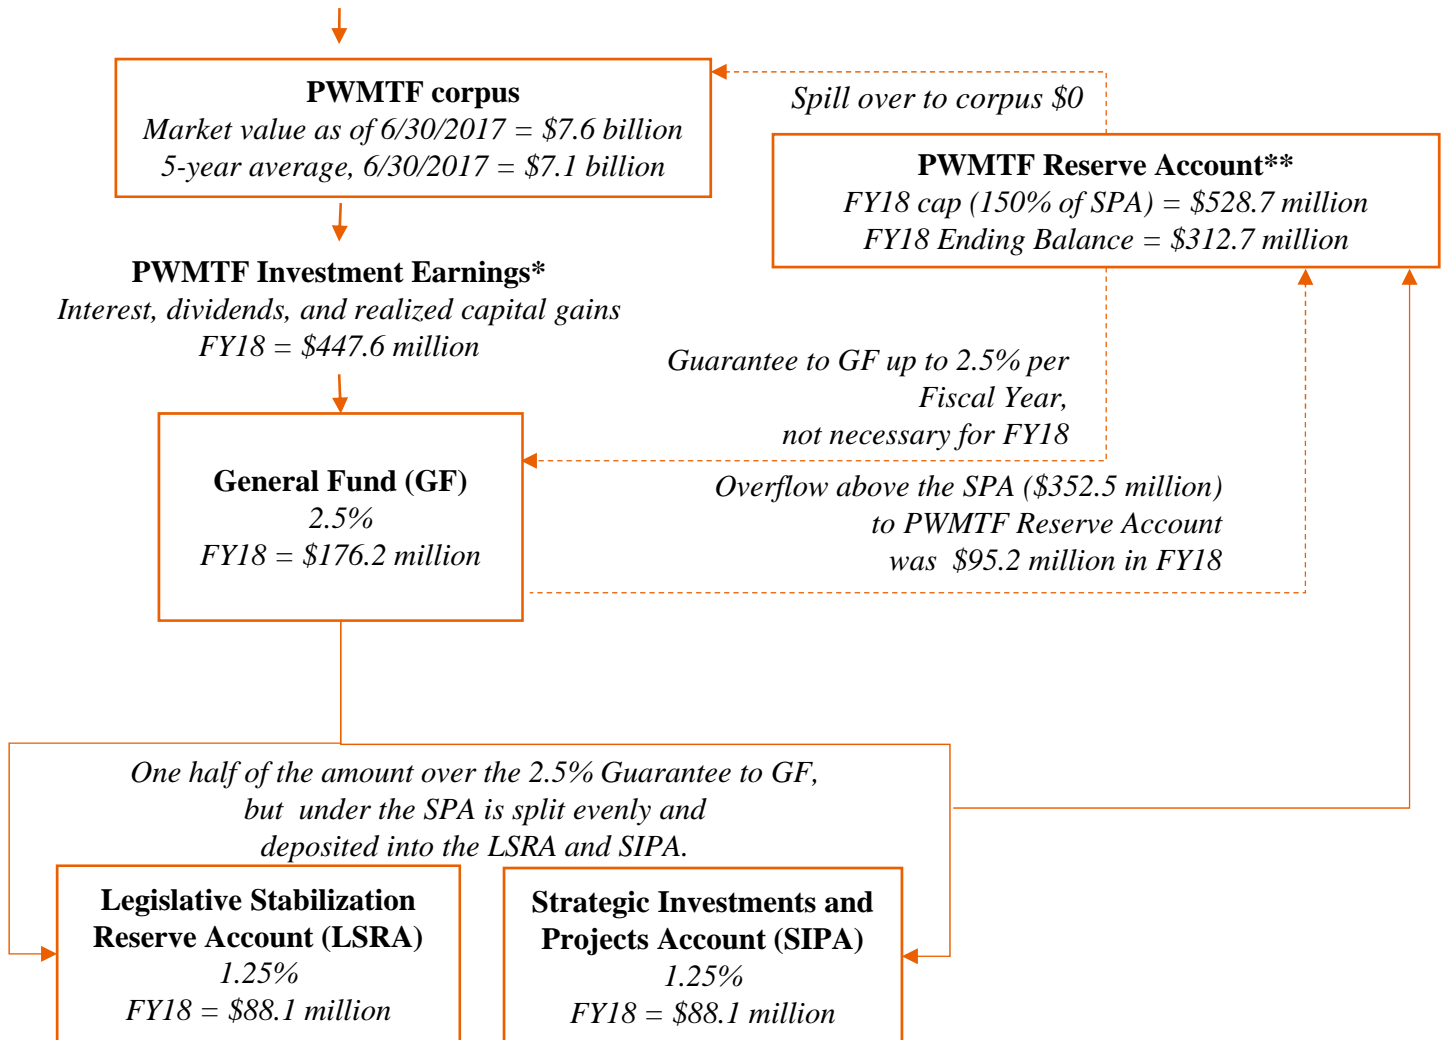 PWMTF corpus
Market value as of 6/30/2017 = $7.6 billion
5-year average, 6/30/2017 = $7.1 billion
Spill over to corpus $0
PWMTF Reserve Account**
FY18 cap (150% of SPA) = $528.7 million
FY18 Ending Balance = $312.7 million
PWMTF Investment Earnings*
Interest, dividends, and realized capital gains
FY18 = $447.6 million
Guarantee to GF up to 2.5% per
Fiscal Year,
not necessary for FY18
General Fund (GF)
2.5%
FY18 = $176.2 million
Overflow above the SPA ($352.5 million)
to PWMTF Reserve Account
was  $95.2 million in FY18
One half of the amount over the 2.5% Guarantee to GF,
but  under the SPA is split evenly and
deposited into the LSRA and SIPA.
Legislative Stabilization
Reserve Account (LSRA)
1.25%
FY18 = $88.1 million
Strategic Investments and
Projects Account (SIPA)
1.25%
FY18 = $88.1 million